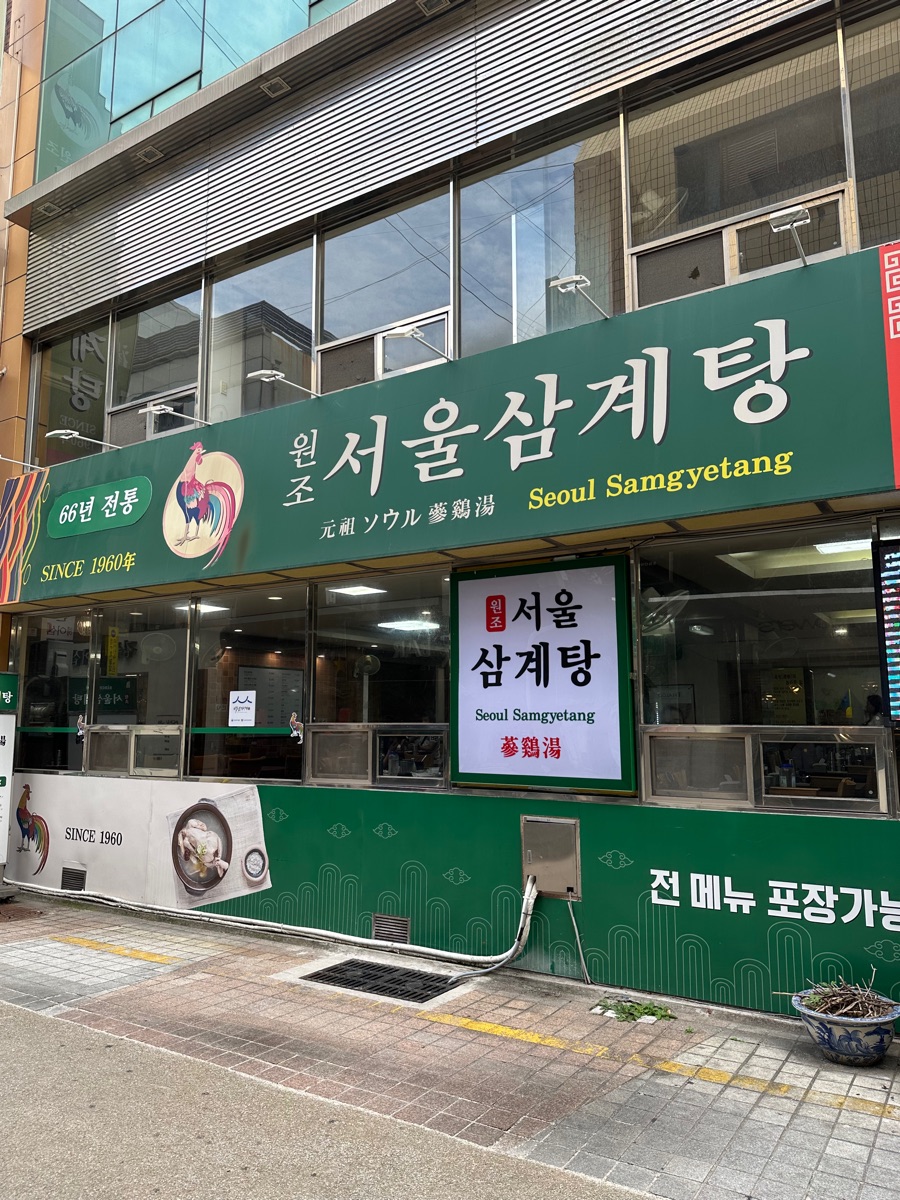 66년 전통
SINCE 1960年
원조 서울삼계탕
元祖 ソウル 蔘鷄湯
Seoul Samgyetang
원조 서울
삼계탕
Seoul Samgyetang
蔘鷄湯
SINCE 1960
전 메뉴 포장가능